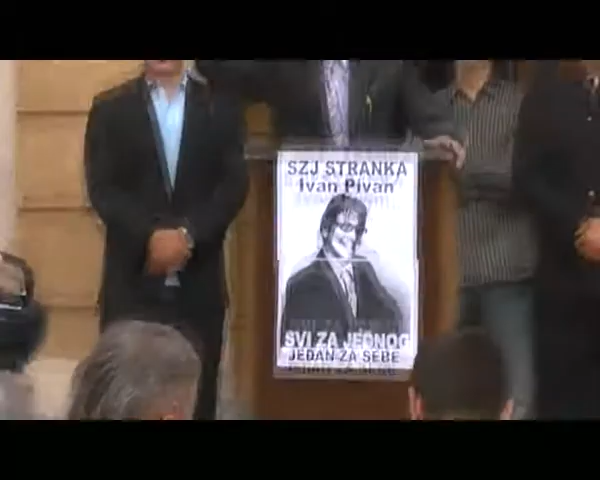 SZJ STRANKA
Ivan Pivan
SVI ZA JEDNOG
JEDAN ZA SEBE